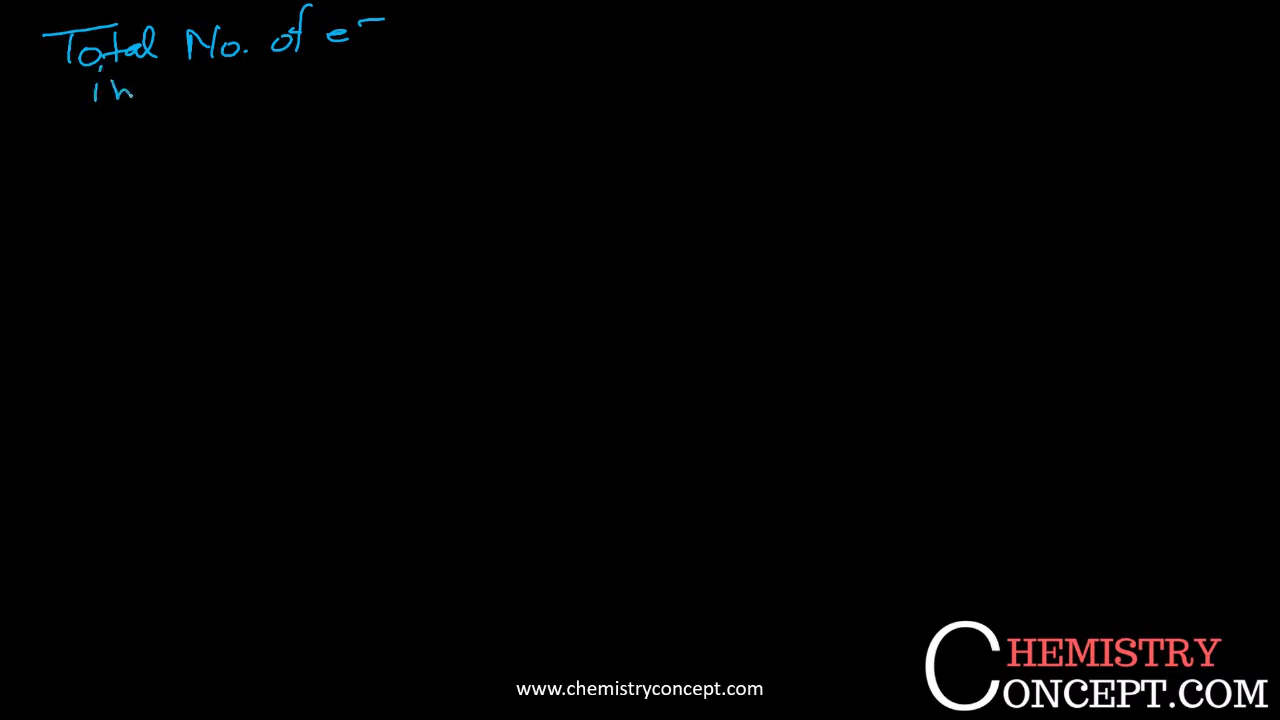 Total No. of e⁻
in
www.chemistryconcept.com
CHEMISTRY
CONCEPT.COM